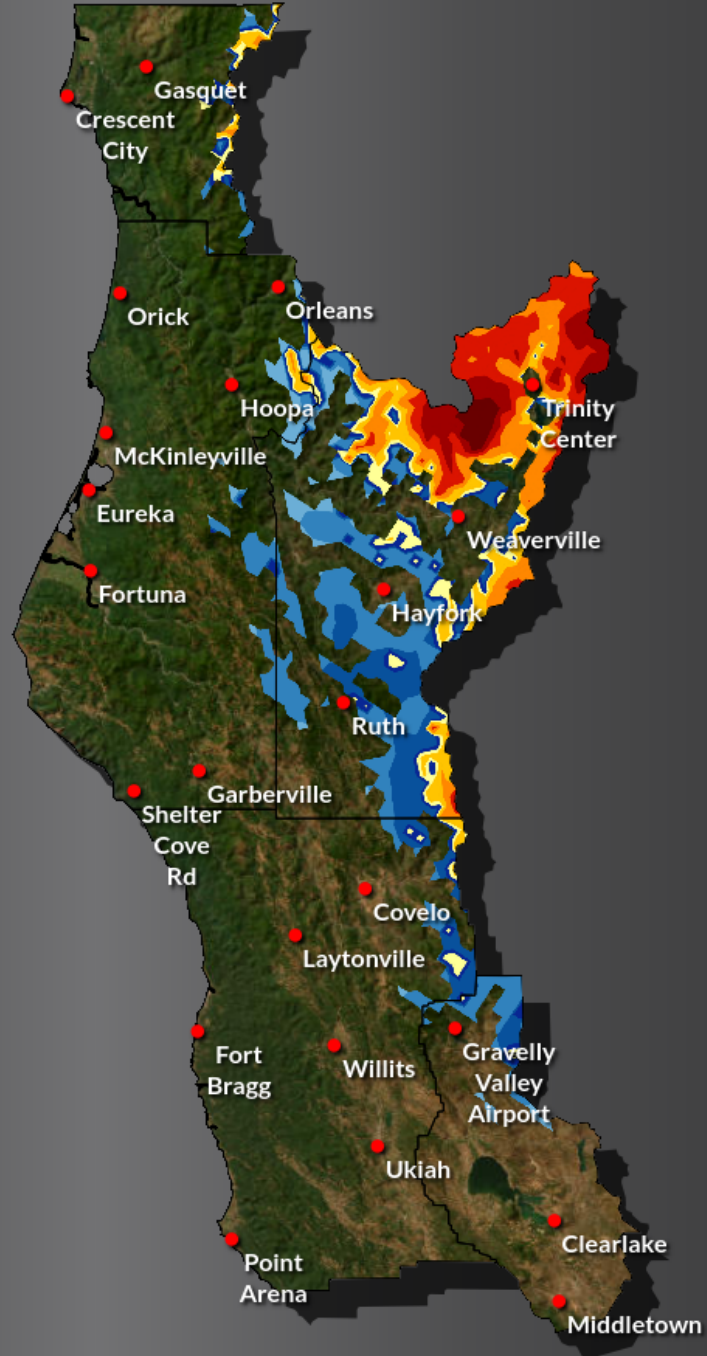 Gasquet
Crescent
City
Orleans
Orick
Hoopa
Trinity
Center
McKinleyville
Eureka
Weaverville
Fortuna
Hayfork
Ruth
Garberville
Shelter
Cove
Rd
Covelo
Laytonville
Gravelly
Valley
Airport
Fort
Bragg
Willits
Ukiah
Clearlake
Point
Arena
Middletown